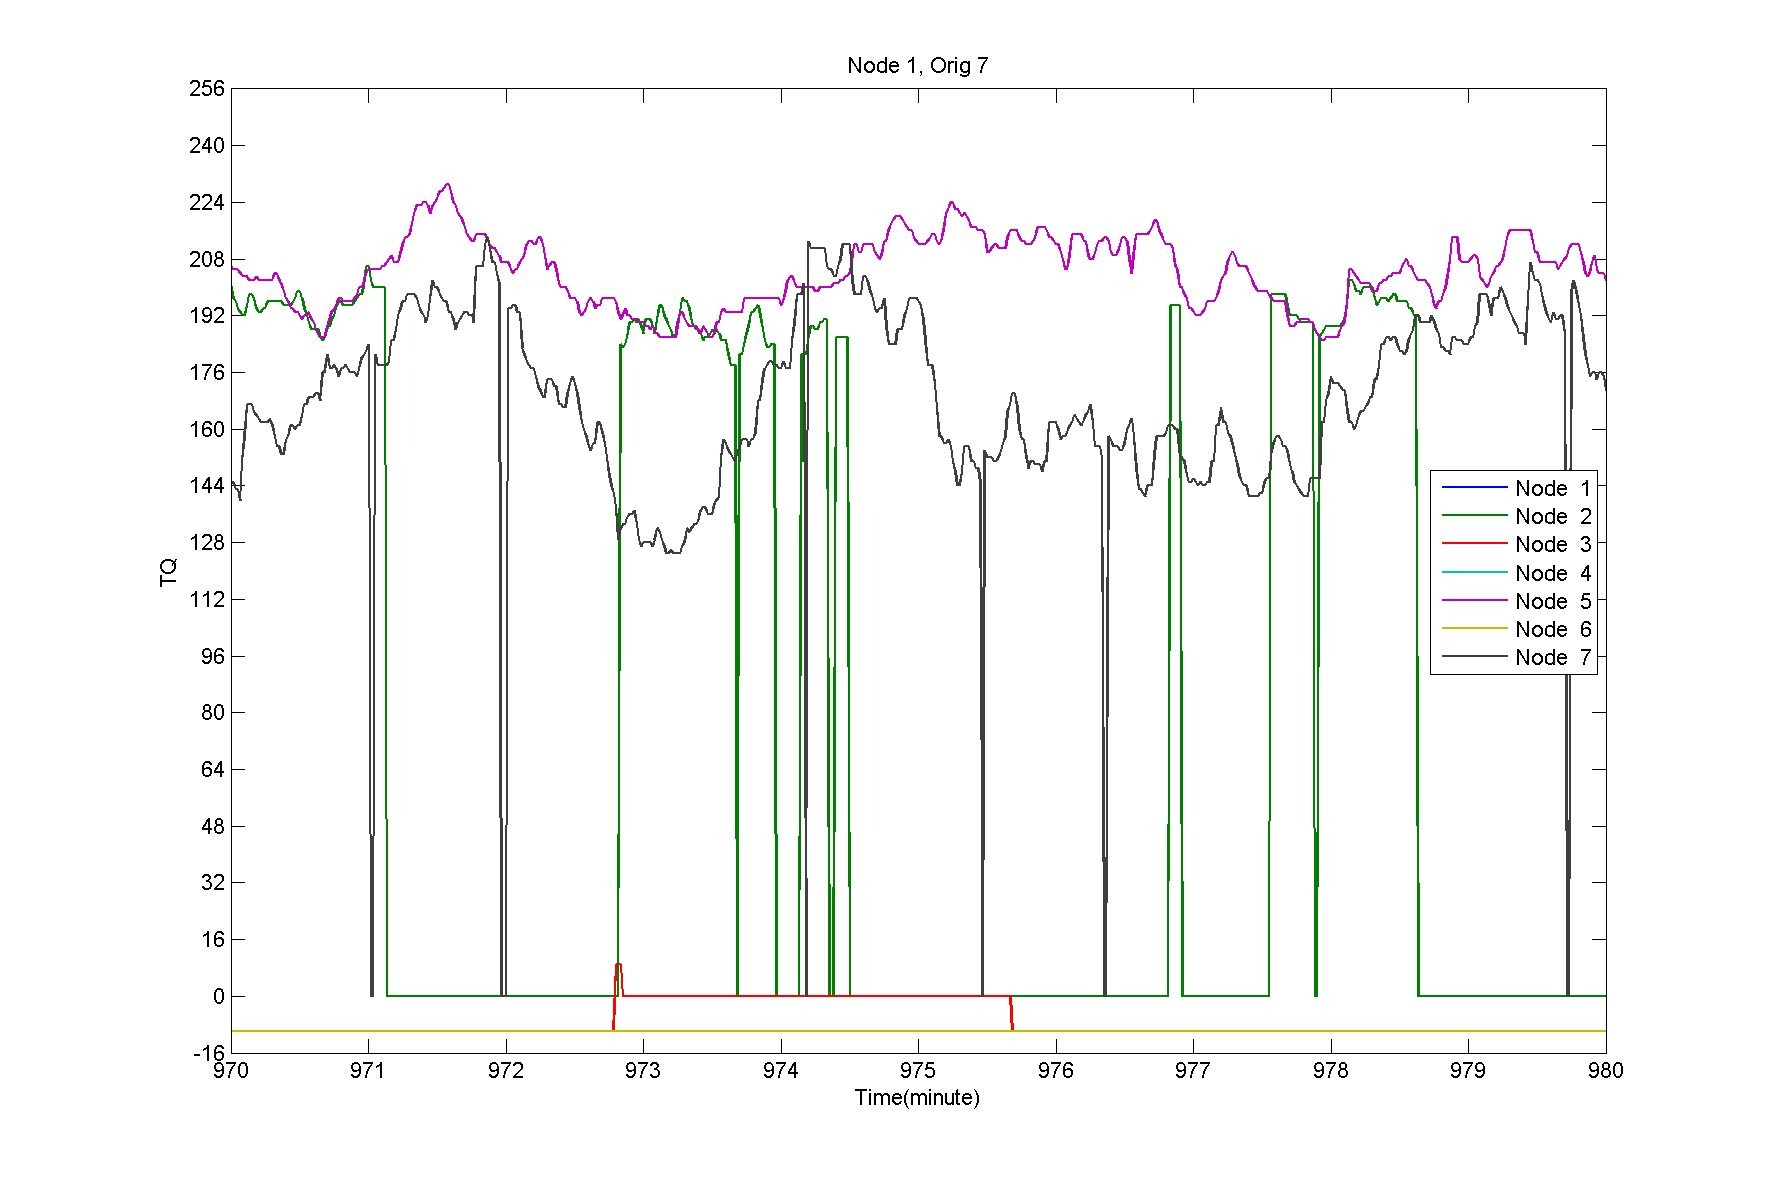 Node 1, Orig 7
256
240
224
208
192
176
160
144
128
112
96
80
64
48
32
16
0
-16
TQ
Node 1
Node 2
Node 3
Node 4
Node 5
Node 6
Node 7
970 971 972 973 974 975 976 977 978 979 980
Time(minute)